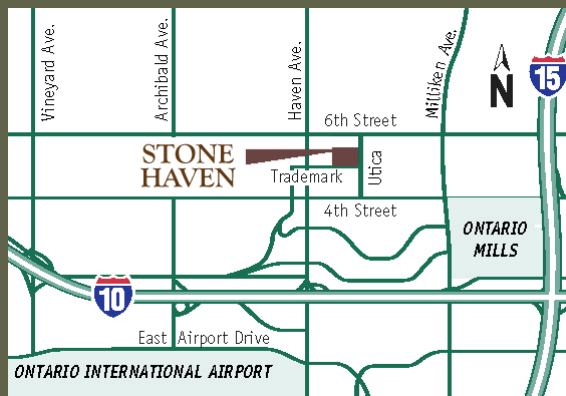 Vineyard Ave.
Archibald Ave.
Haven Ave.
Milliken Ave.
N
15
6th Street
STONE
HAVEN
Trademark
Utica
4th Street
ONTARIO
MILLS
10
East Airport Drive
ONTARIO INTERNATIONAL AIRPORT